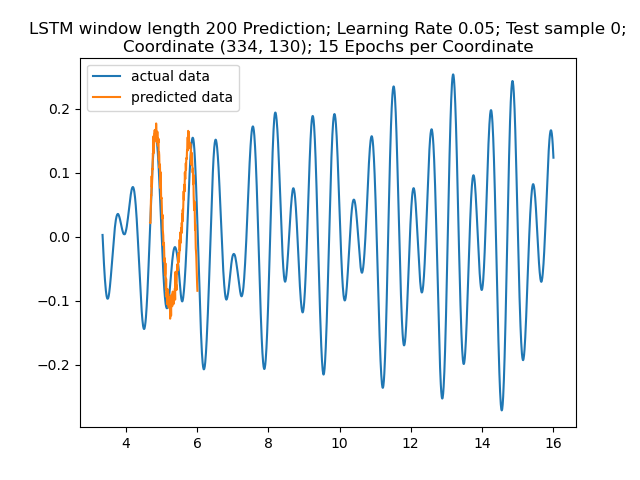 LSTM window length 200 Prediction; Learning Rate 0.05; Test sample 0;
Coordinate (334, 130); 15 Epochs per Coordinate
actual data
predicted data
0.2
0.1
0.0
−0.1
−0.2
4 6 8 10 12 14 16